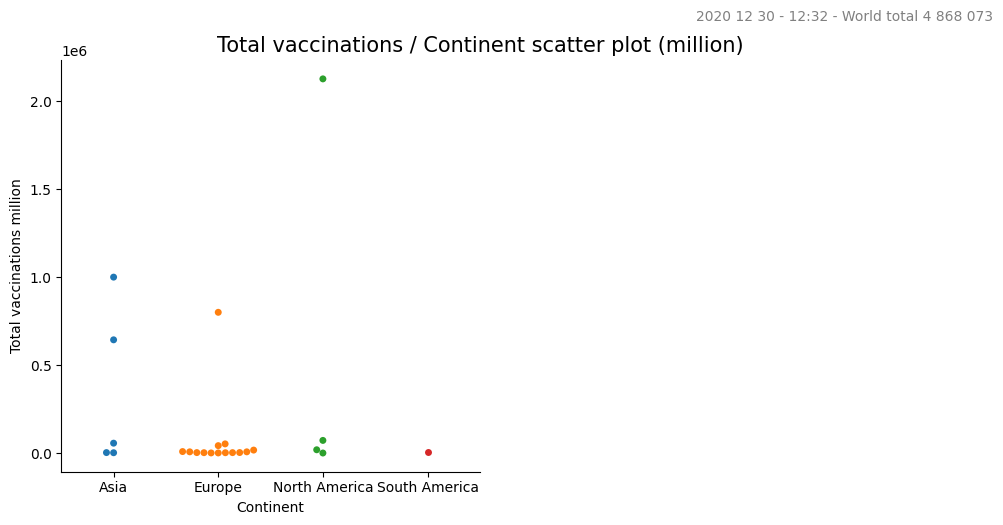 2020 12 30 - 12:32 - World total 4 868 073
Total vaccinations / Continent scatter plot (million)
1e6
2.0
1.5
1.0
0.5
0.0
Total vaccinations million
Asia Europe North America South America
Continent